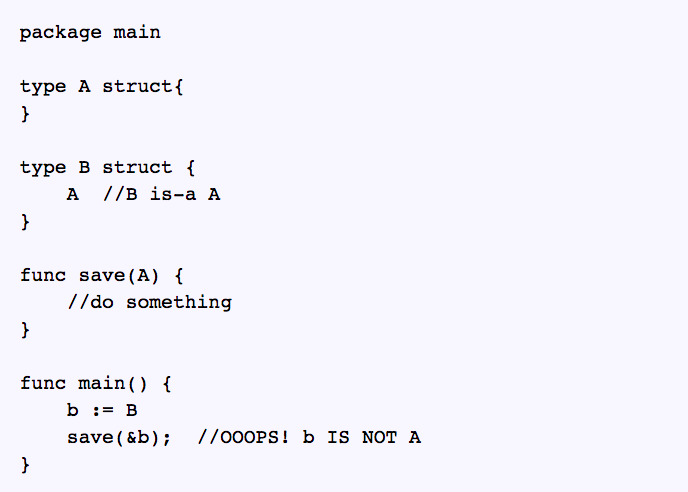 package main
type A struct{
}
type B struct {
A  //B is-a A
}
func save(A) {
//do something
}
func main() {
b := B
save(&b);  //OOOPS! b IS NOT A
}